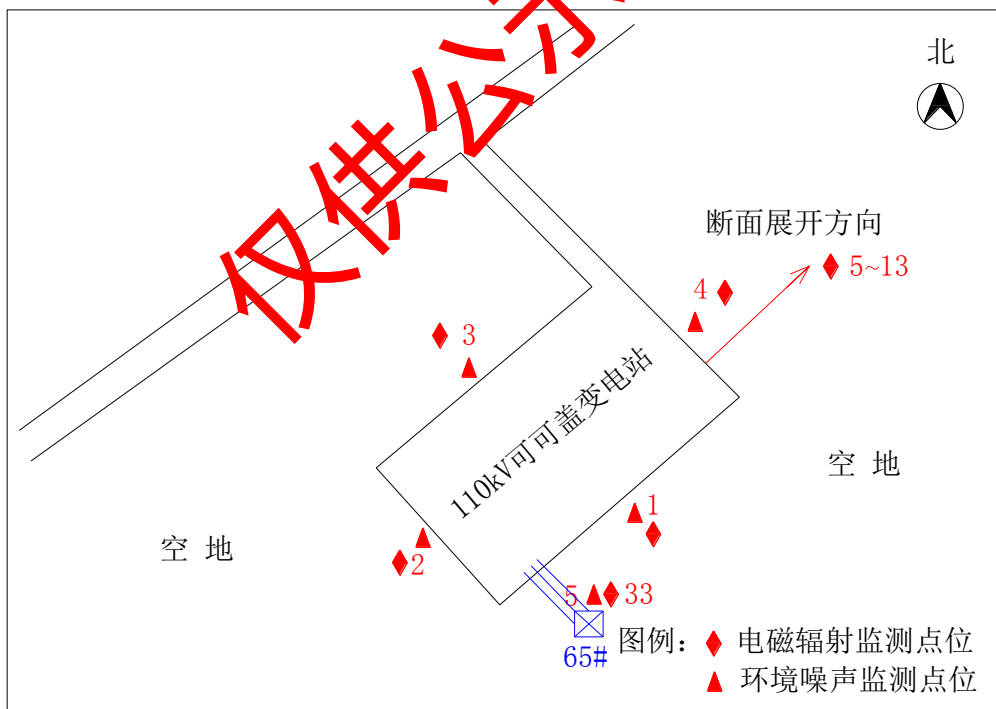 仅供公示
北
断面展开方向
5~13
4
3
110kV可可盖变电站
空 地
1
空 地
2
5
33
65#
图例：
电磁辐射监测点位
环境噪声监测点位